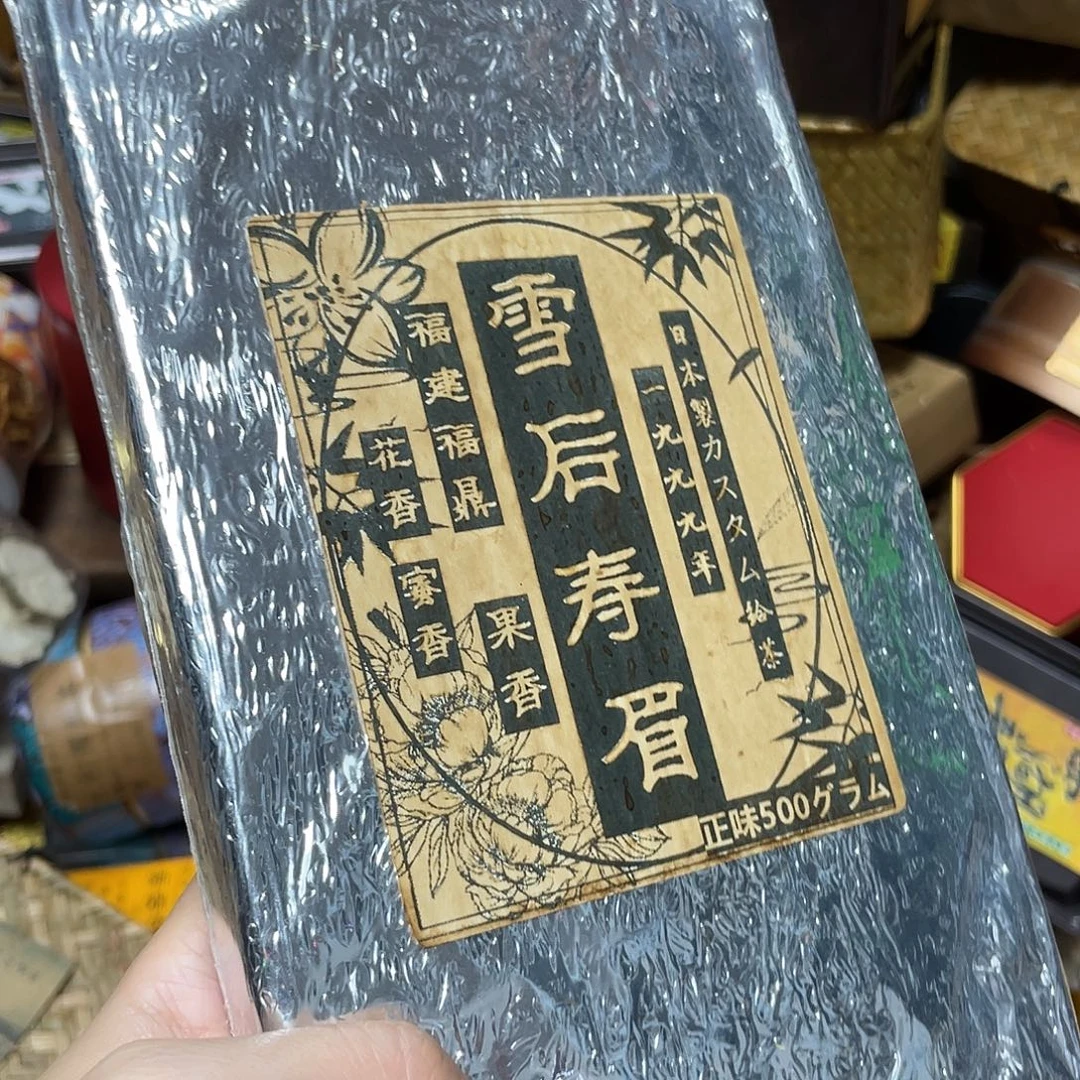 日本製カスタム给茶
一九九九年
雪后寿眉
福建福鼎
果香
花香
蜜香
正味500グラム